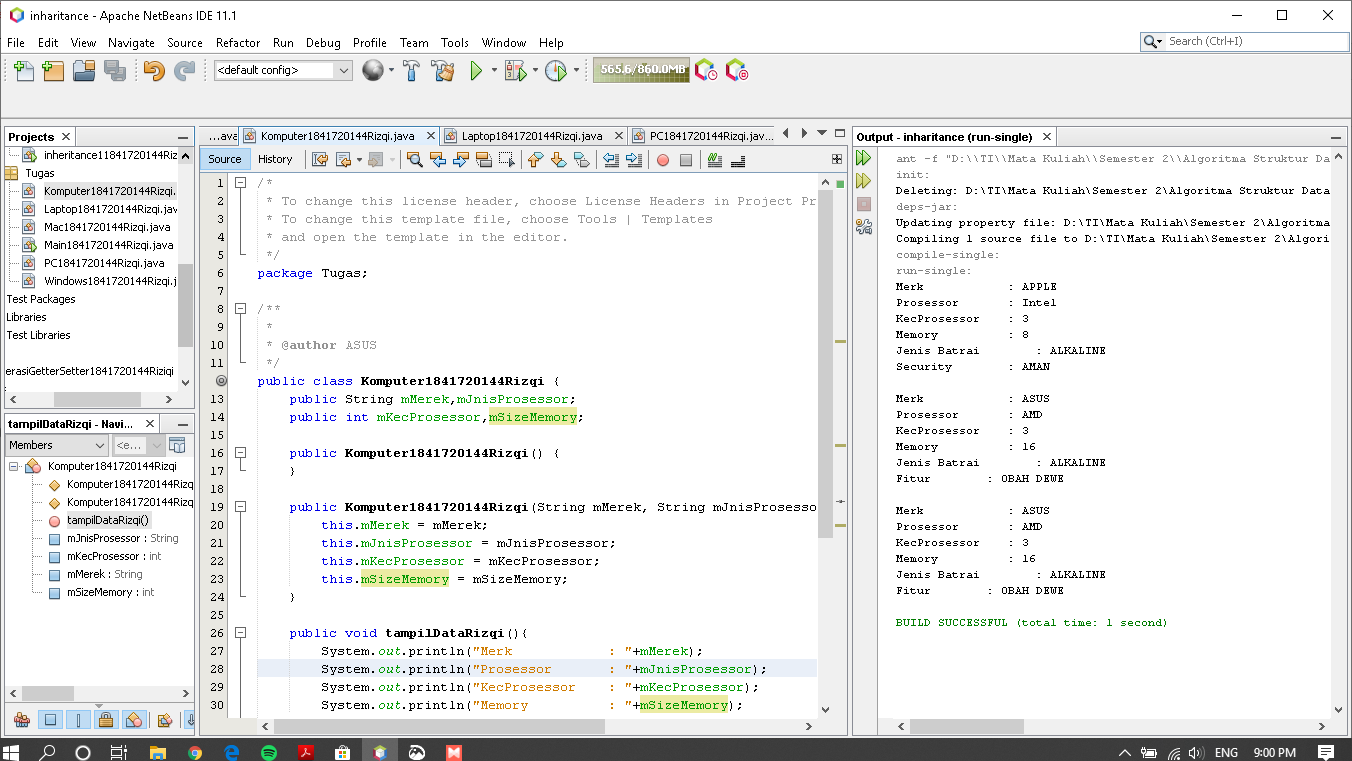 inharitance - Apache NetBeans IDE 11.1
File Edit View Navigate Source Refactor Run Debug Profile Team Tools Window Help
Search (Ctrl+I)
<default config>
565.6/860.0MB
Projects
inheritance11841720144Rizq
Tugas
Komputer1841720144Rizqi.
Laptop1841720144Rizqi.jav
Mac1841720144Rizqi.java
Main1841720144Rizqi.java
PC1841720144Rizqi.java
Windows1841720144Rizqi.j
Test Packages
Libraries
Test Libraries
erasiGetterSetter1841720144Rizqi
tampilDataRizqi - Navi...
Members
<e...
Komputer1841720144Rizqi
Komputer1841720144Rizq
Komputer1841720144Rizq
tampilDataRizqi()
mJnisProsessor : String
mKecProsessor : int
mMerek : String
mSizeMemory : int
...ava
Komputer1841720144Rizqi.java
Laptop1841720144Rizqi.java
PC1841720144Rizqi.jav...
Source History
1 /*
2 * To change this license header, choose License Headers in Project Pr
3 * To change this template file, choose Tools | Templates
4 * and open the template in the editor.
5 */
6 package Tugas;
7
8 /**
9 *
10 * @author ASUS
11 */
public class Komputer1841720144Rizqi {
13 public String mMerek,mJnisProsessor;
14 public int mKecProsessor,mSizeMemory;
15
16 public Komputer1841720144Rizqi() {
17 }
18
19 public Komputer1841720144Rizqi(String mMerek, String mJnisProsesso
20 this.mMerek = mMerek;
21 this.mJnisProsessor = mJnisProsessor;
22 this.mKecProsessor = mKecProsessor;
23 this.mSizeMemory = mSizeMemory;
24 }
25
26 public void tampilDataRizqi(){
27 System.out.println("Merk : "+mMerek);
28 System.out.println("Prosessor : "+mJnisProsessor);
29 System.out.println("KecProsessor : "+mKecProsessor);
30 System.out.println("Memory : "+mSizeMemory);
Output - inharitance (run-single)
ant -f "D:\\TI\\Mata Kuliah\\Semester 2\\Algoritma Struktur Da
init:
Deleting: D:\TI\Mata Kuliah\Semester 2\Algoritma Struktur Data
deps-jar:
Updating property file: D:\TI\Mata Kuliah\Semester 2\Algoritma
Compiling 1 source file to D:\TI\Mata Kuliah\Semester 2\Algori
compile-single:
run-single:
Merk : APPLE
Prosessor : Intel
KecProsessor : 3
Memory : 8
Jenis Batrai : ALKALINE
Security : AMAN
Merk : ASUS
Prosessor : AMD
KecProsessor : 3
Memory : 16
Jenis Batrai : ALKALINE
Fitur : OBAH DEWE
Merk : ASUS
Prosessor : AMD
KecProsessor : 3
Memory : 16
Jenis Batrai : ALKALINE
Fitur : OBAH DEWE
BUILD SUCCESSFUL (total time: 1 second)
ENG 9:00 PM